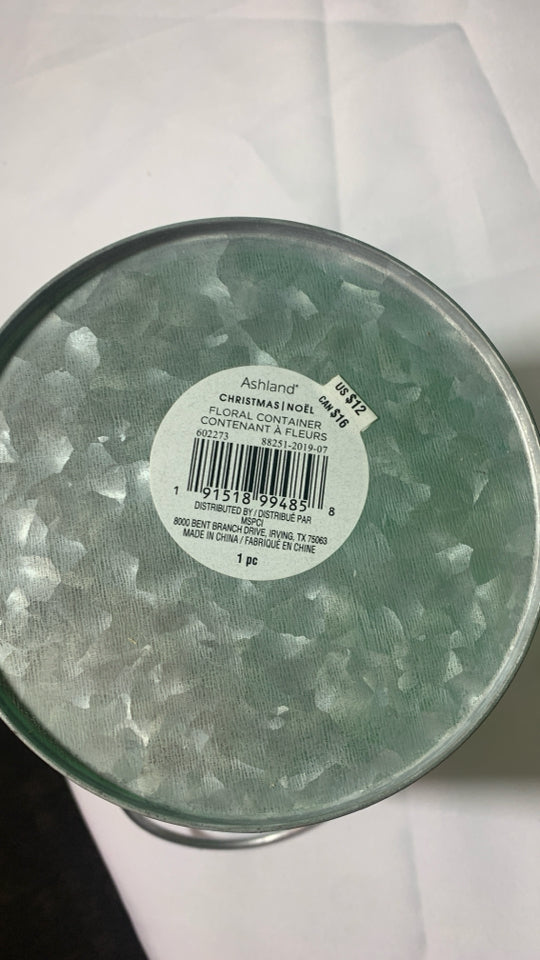 Ashland®
CHRISTMAS | NOËL
FLORAL CONTAINER
CONTENANT À FLEURS
602273 88251-2019-07
1 91518 99485 8
DISTRIBUTED BY / DISTRIBUÉ PAR
MSPCI
8000 BENT BRANCH DRIVE, IRVING, TX 75063
MADE IN CHINA / FABRIQUÉ EN CHINE
1 pc
US $12
CAN $16